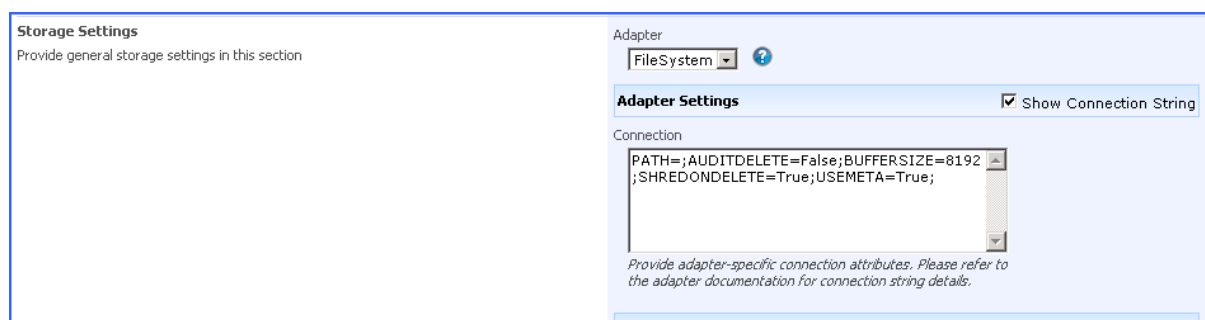 Storage Settings
Provide general storage settings in this section
Adapter
FileSystem
?
Adapter Settings
Show Connection String
Connection
PATH=;AUDITDELETE=False;BUFFERSIZE=8192
;SHREDONDELETE=True;USEMETA=True;
Provide adapter-specific connection attributes. Please refer to
the adapter documentation for connection string details.